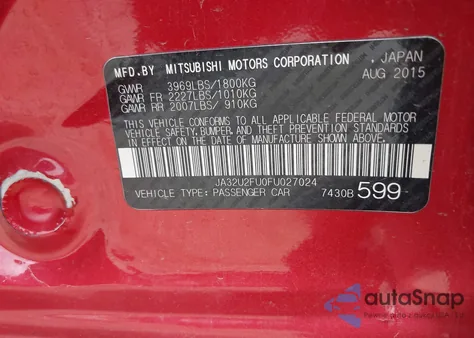 MFD.BY MITSUBISHI MOTORS CORPORATION , JAPAN
AUG 2015
GVWR 3969LBS/1800KG
GAWR FR 2227LBS/1010KG
GAWR RR 2007LBS/ 910KG
THIS VEHICLE CONFORMS TO ALL APPLICABLE FEDERAL MOTOR
VEHICLE SAFETY, BUMPER, AND THEFT PREVENTION STANDARDS
IN EFFECT ON THE DATE OF MANUFACTURE SHOWN ABOVE.
JA32U2FU0FU027024
VEHICLE TYPE: PASSENGER CAR 7430B 599
autoSnap